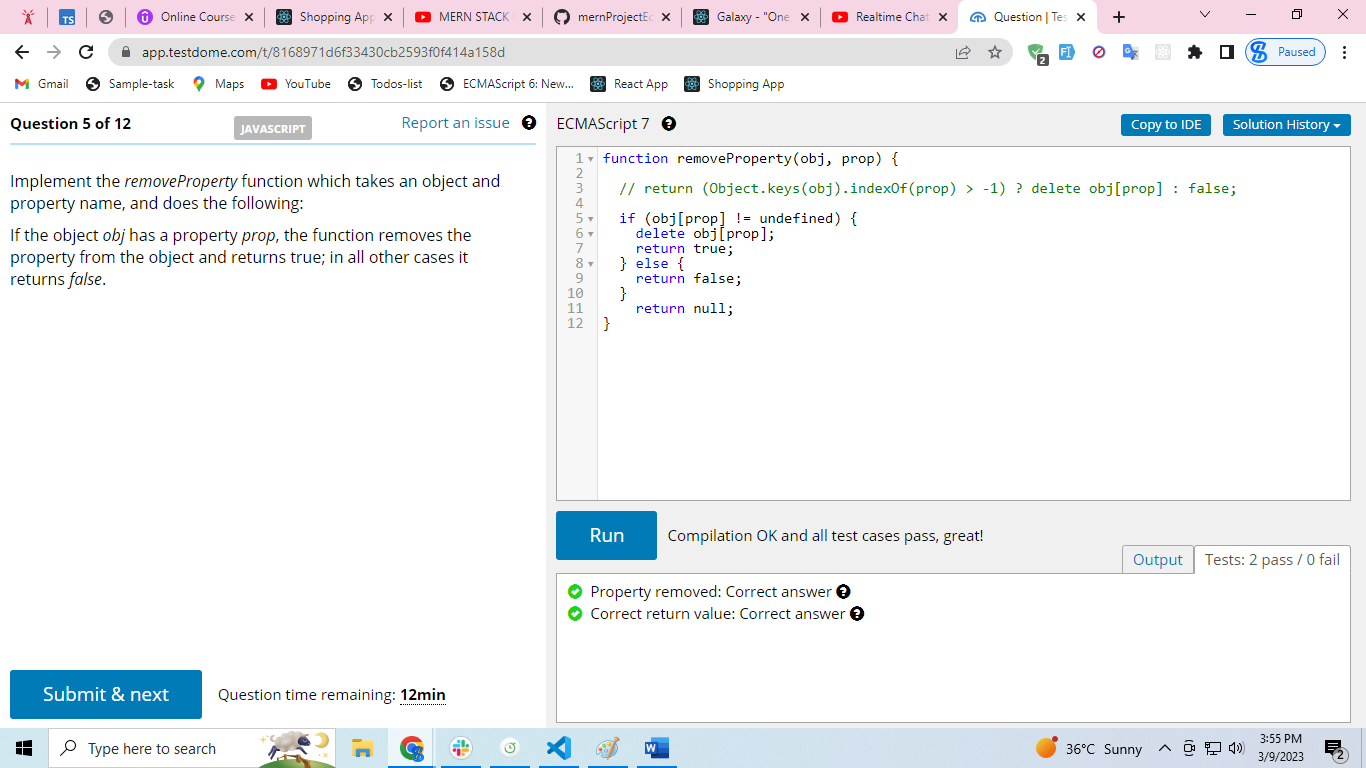 Online Course
Shopping App
MERN STACK
mernProjectEc
Galaxy - "One
Realtime Chat
Question | Tes
app.testdome.com/t/8168971d6f33430cb2593f0f414a158d
2
Paused
Gmail
Sample-task
Maps
YouTube
Todos-list
ECMAScript 6: New...
React App
Shopping App
Question 5 of 12
JAVASCRIPT
Report an issue
ECMAScript 7
Copy to IDE
Solution History
Implement the removeProperty function which takes an object and
property name, and does the following:
If the object obj has a property prop, the function removes the
property from the object and returns true; in all other cases it
returns false.
1 function removeProperty(obj, prop) {
2
3 // return (Object.keys(obj).indexOf(prop) > -1) ? delete obj[prop] : false;
4
5 if (obj[prop] != undefined) {
6 delete obj[prop];
7 return true;
8 } else {
9 return false;
10 }
11 return null;
12 }
Run
Compilation OK and all test cases pass, great!
Output
Tests: 2 pass / 0 fail
Property removed: Correct answer
Correct return value: Correct answer
Submit & next
Question time remaining: 12min
Type here to search
36°C Sunny
3:55 PM
3/9/2023
2